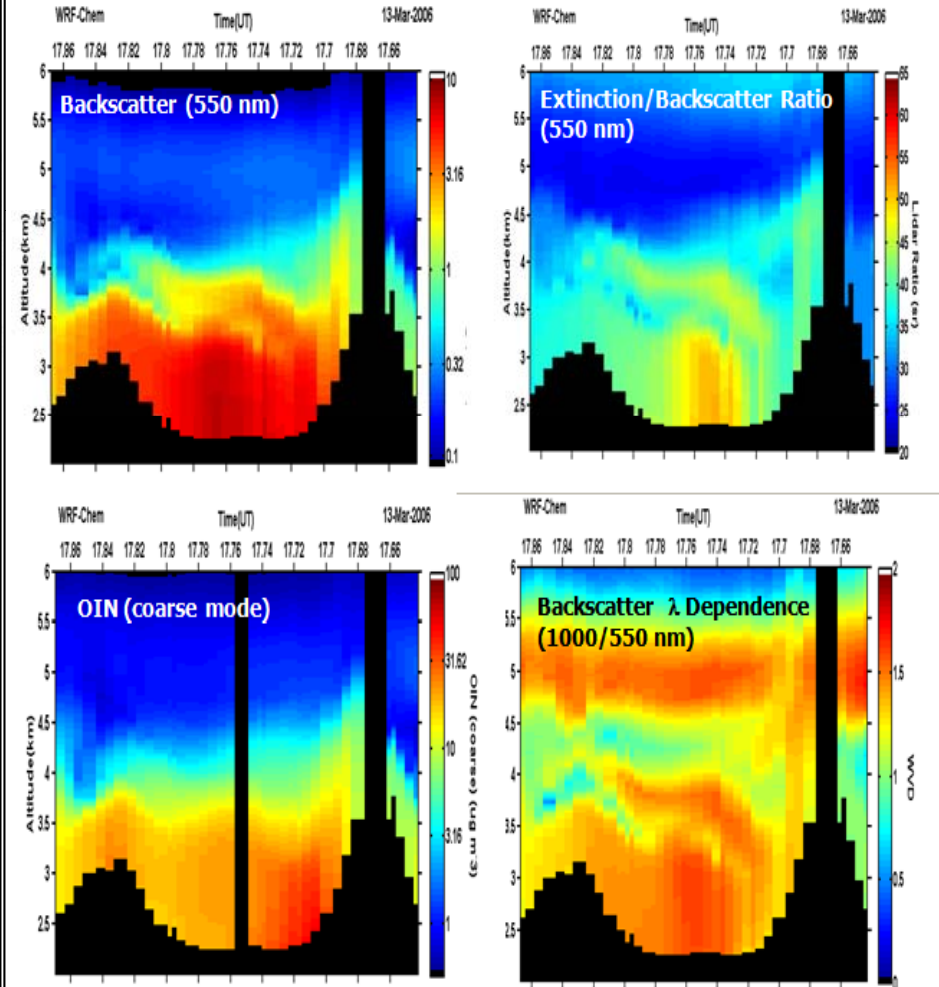 WRF-Chem Time(UT) 13-Mar-2006
17.86 17.84 17.82 17.8 17.78 17.76 17.74 17.72 17.7 17.68 17.66
Backscatter (550 nm)
Altitude(km)
6
5.5
5
4.5
4
3.5
3
2.5
10
3.16
1
0.32
0.1
WRF-Chem Time(UT) 13-Mar-2006
17.86 17.84 17.82 17.8 17.78 17.76 17.74 17.72 17.7 17.68 17.66
Extinction/Backscatter Ratio
(550 nm)
Altitude(km)
6
5.5
5
4.5
4
3.5
3
2.5
65
60
55
50
45
40
35
30
25
20
Lidar Ratio (sr)
WRF-Chem Time(UT) 13-Mar-2006
17.86 17.84 17.82 17.8 17.78 17.76 17.74 17.72 17.7 17.68 17.66
OIN (coarse mode)
Altitude(km)
6
5.5
5
4.5
4
3.5
3
2.5
100
31.62
10
3.16
1
OIN (coarse) (ug m^3)
WRF-Chem Time(UT) 13-Mar-2006
17.86 17.84 17.82 17.8 17.78 17.76 17.74 17.72 17.7 17.68 17.66
Backscatter λ Dependence
(1000/550 nm)
Altitude(km)
6
5.5
5
4.5
4
3.5
3
2.5
2
1.5
1
0.5
0
WVD